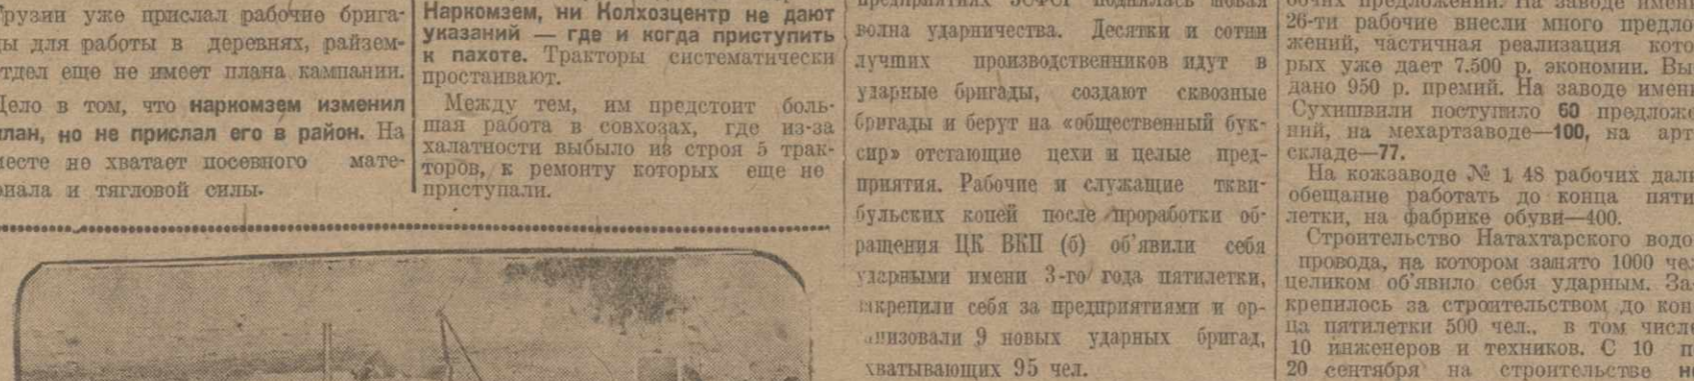 Грузии уже прислал рабочие брига-
ды для работы в деревнях, райзем-
отдел еще не имеет плана кампании.
Дело в том, что наркомзем изменил
план, но не прислал его в район. На
месте не хватает посевного мате-
риала и тягловой силы.
Наркомзем, ни Колхозцентр не дают
указаний — где и когда приступить
к пахоте. Тракторы систематически
простаивают.
Между тем, им предстоит боль-
шая работа в совхозах, где из-за
халатности выбыло из строя 5 трак-
торов, к ремонту которых еще не
приступали.
предприятиях ЗСФСР поднялась новая
волна ударничества. Десятки и сотни
лучших производственников идут в
ударные бригады, создают сквозные
бригады и берут на «общественный бук-
сир» отстающие цехи и целые пред-
приятия. Рабочие и служащие ткви-
бульских копей после проработки об-
ращения ЦК ВКП (б) об'явили себя
ударными имени 3-го года пятилетки,
закрепили себя за предприятиями и ор-
ганизовали 9 новых ударных бригад,
хватывающих 95 чел.
бочих предложений. На заводе имени
26-ти рабочие внесли много предло-
жений, частичная реализация кото-
рых уже дает 7.500 р. экономии. Вы-
дано 950 р. премий. На заводе имени
Сухишвили поступило 60 предложе-
ний, на мехартзаводе—100, на арт-
складе—77.
На кожзаводе № 1 48 рабочих дали
обещание работать до конца пяти-
летки, на фабрике обуви—400.
Строительство Натахтарского водо-
провода, на котором занято 1000 чел.
целиком об'явило себя ударным. За-
крепилось за строительством до кон-
ца пятилетки 500 чел., в том числе
10 инженеров и техников. С 10 п
20 сентября на строительстве не